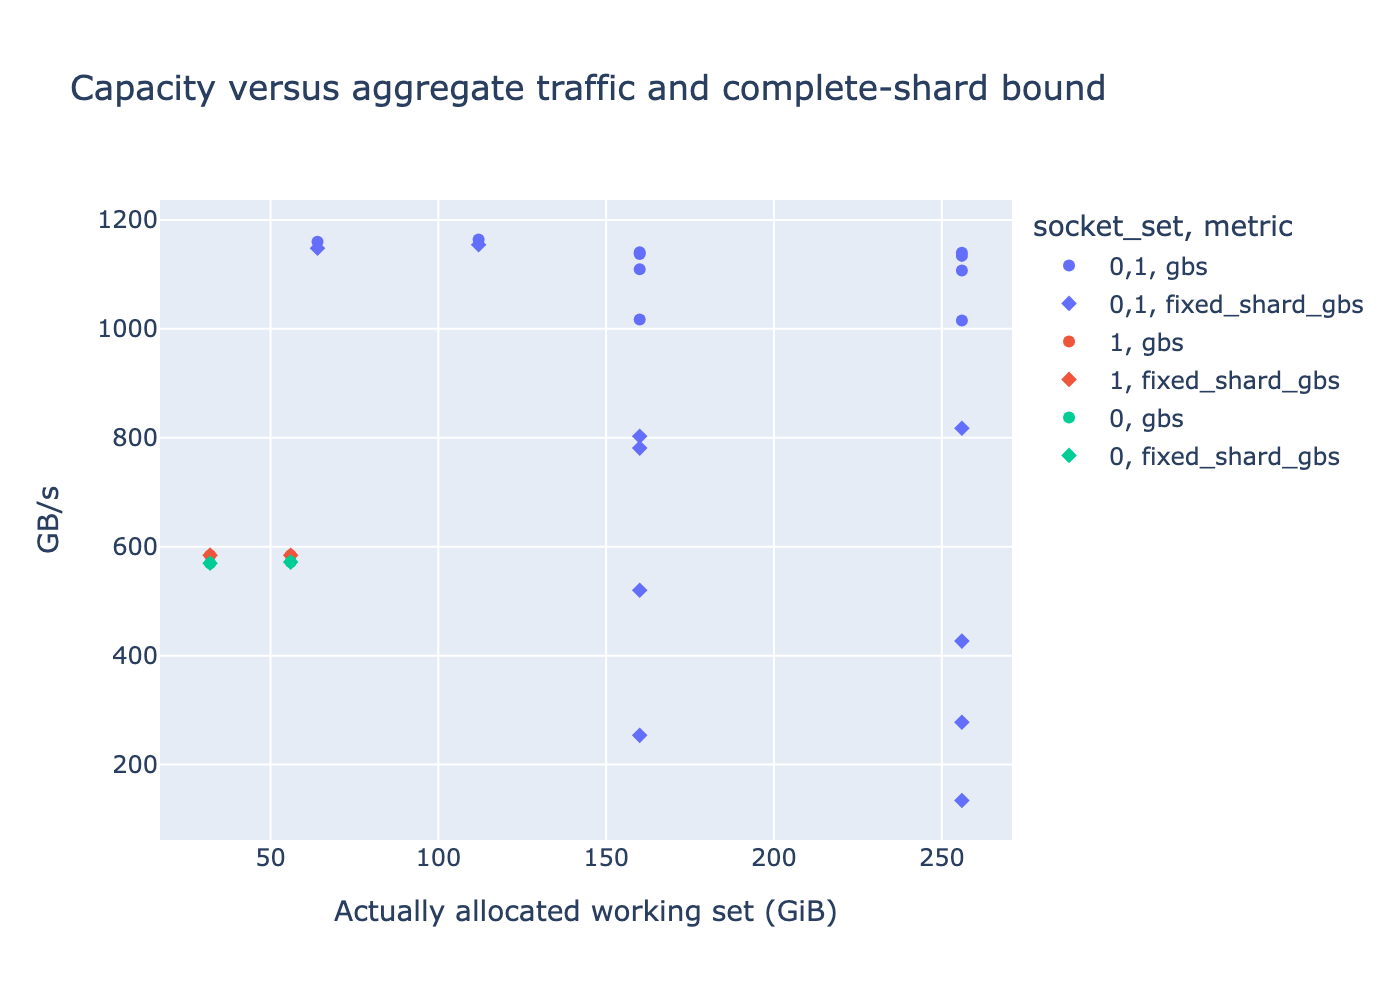 Capacity versus aggregate traffic and complete-shard bound
socket_set, metric
0,1, gbs
0,1, fixed_shard_gbs
1, gbs
1, fixed_shard_gbs
0, gbs
0, fixed_shard_gbs
1200
1000
800
600
400
200
GB/s
50
100
150
200
250
Actually allocated working set (GiB)